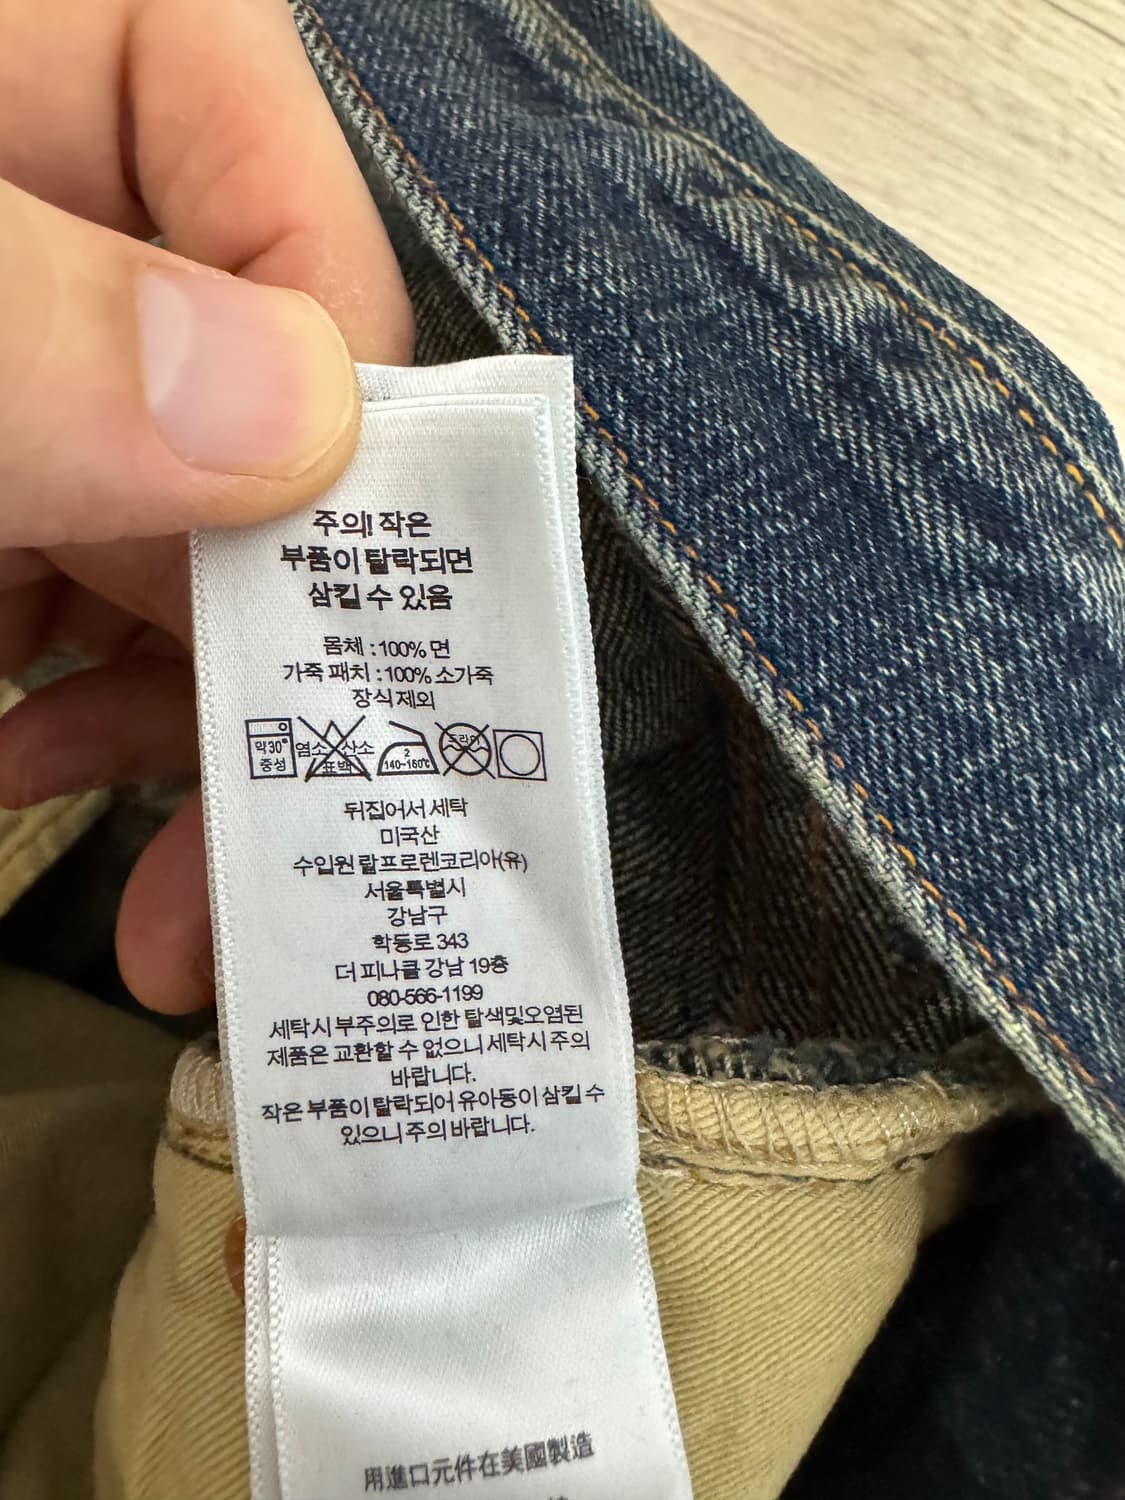 주의! 작은
부품이 탈락되면
삼킬 수 있음
몸체 : 100% 면
가죽 패치 : 100% 소가죽
장식 제외
약30°
중성
염소 산소
표백
2
140~160℃
드라이
뒤집어서 세탁
미국산
수입원 랄프로렌코리아(유)
서울특별시
강남구
학동로 343
더 피나클 강남 19층
080-566-1199
세탁시 부주의로 인한 탈색및오염된
제품은 교환할 수 없으니 세탁시 주의
바랍니다.
작은 부품이 탈락되어 유아동이 삼킬 수
있으니 주의 바랍니다.
用進口元件在美國製造